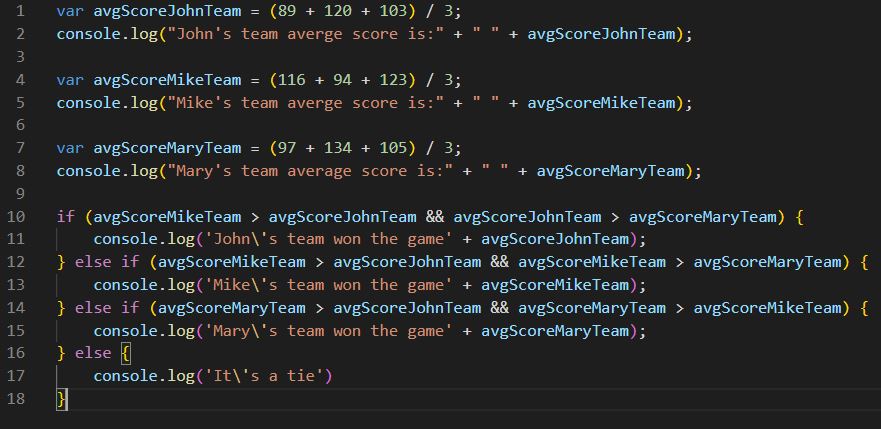 1 var avgScoreJohnTeam = (89 + 120 + 103) / 3;
2 console.log("John's team averge score is:" + " " + avgScoreJohnTeam);
3
4 var avgScoreMikeTeam = (116 + 94 + 123) / 3;
5 console.log("Mike's team averge score is:" + " " + avgScoreMikeTeam);
6
7 var avgScoreMaryTeam = (97 + 134 + 105) / 3;
8 console.log("Mary's team average score is:" + " " + avgScoreMaryTeam);
9
10 if (avgScoreMikeTeam > avgScoreJohnTeam && avgScoreJohnTeam > avgScoreMaryTeam) {
11     console.log('John\'s team won the game' + avgScoreJohnTeam);
12 } else if (avgScoreMikeTeam > avgScoreJohnTeam && avgScoreMikeTeam > avgScoreMaryTeam) {
13     console.log('Mike\'s team won the game' + avgScoreMikeTeam);
14 } else if (avgScoreMaryTeam > avgScoreJohnTeam && avgScoreMaryTeam > avgScoreMikeTeam) {
15     console.log('Mary\'s team won the game' + avgScoreMaryTeam);
16 } else {
17     console.log('It\'s a tie')
18 }